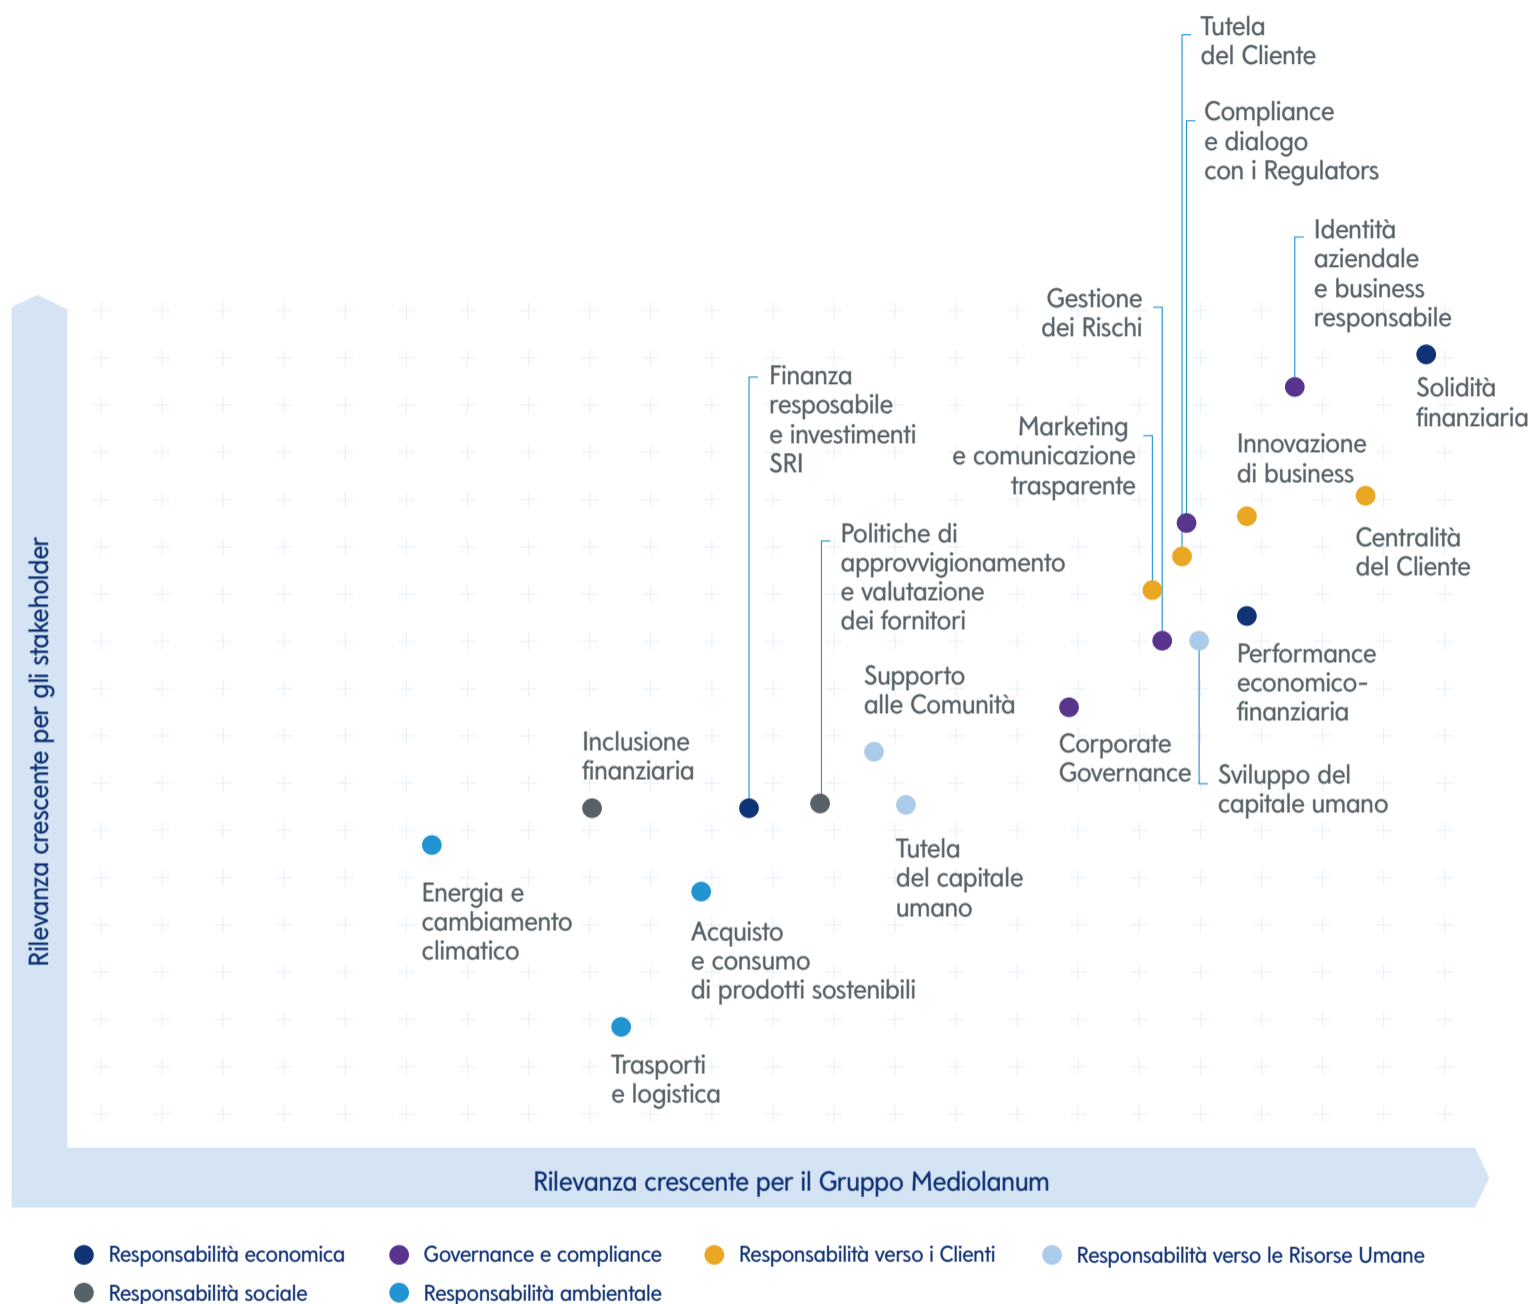 Tutela
del Cliente
Compliance
e dialogo
con i Regulators
Identità
aziendale
e business
responsabile
Gestione
dei Rischi
Solidità
finanziaria
Finanza
resposabile
e investimenti
SRI
Marketing
e comunicazione
trasparente
Innovazione
di business
Centralità
del Cliente
Politiche di
approvvigionamento
e valutazione
dei fornitori
Performance
economico-
finanziaria
Supporto
alle Comunità
Corporate
Governance
Sviluppo del
capitale umano
Inclusione
finanziaria
Tutela
del capitale
umano
Energia e
cambiamento
climatico
Acquisto
e consumo
di prodotti sostenibili
Trasporti
e logistica
Rilevanza crescente per gli stakeholder
Rilevanza crescente per il Gruppo Mediolanum
Responsabilità economica
Governance e compliance
Responsabilità verso i Clienti
Responsabilità verso le Risorse Umane
Responsabilità sociale
Responsabilità ambientale